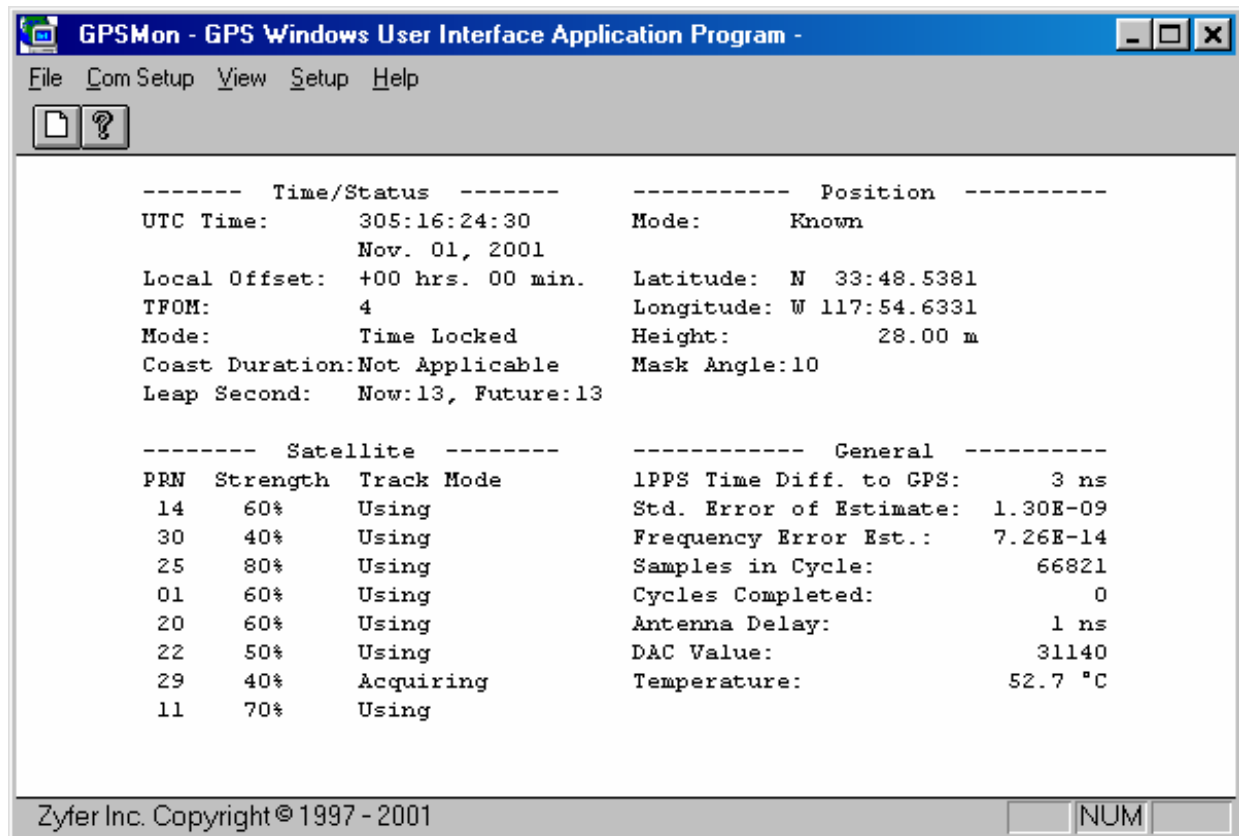 GPSMon - GPS Windows User Interface Application Program -
File Com Setup View Setup Help
------- Time/Status -------
UTC Time: 305:16:24:30
Nov. 01, 2001
Local Offset: +00 hrs. 00 min.
TFOM: 4
Mode: Time Locked
Coast Duration:Not Applicable
Leap Second: Now:13, Future:13
----------- Position ----------
Mode: Known
Latitude: N 33:48.5381
Longitude: W 117:54.6331
Height: 28.00 m
Mask Angle:10
-------- Satellite --------
PRN Strength Track Mode
14 60% Using
30 40% Using
25 80% Using
01 60% Using
20 60% Using
22 50% Using
29 40% Acquiring
11 70% Using
------------ General ----------
1PPS Time Diff. to GPS: 3 ns
Std. Error of Estimate: 1.30E-09
Frequency Error Est.: 7.26E-14
Samples in Cycle: 66821
Cycles Completed: 0
Antenna Delay: 1 ns
DAC Value: 31140
Temperature: 52.7 °C
Zyfer Inc. Copyright © 1997 - 2001
NUM